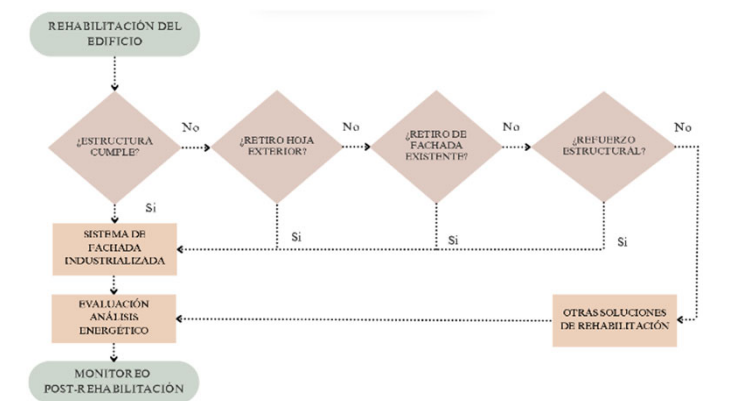 REHABILITACIÓN DEL
EDIFICIO
¿ESTRUCTURA
CUMPLE?
No
¿RETIRO HOJA
EXTERIOR?
No
¿RETIRO DE
FACHADA
EXISTENTE?
No
¿REFUERZO
ESTRUCTURAL?
No
Si
Si
Si
Si
SISTEMA DE
FACHADA
INDUSTRIALIZADA
EVALUACIÓN
ANÁLISIS
ENERGÉTICO
OTRAS SOLUCIONES
DE REHABILITACIÓN
MONITOREO
POST-REHABILITACIÓN